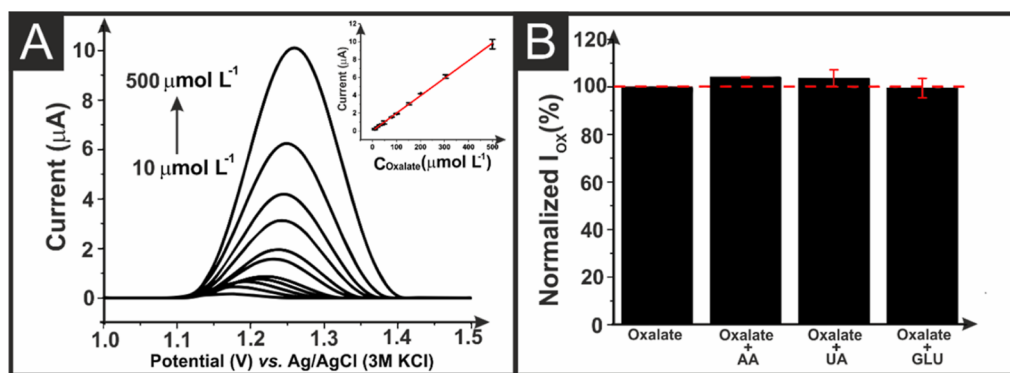 A
10
8
6
4
2
0
Current (µA)
500 µmol L-1
10 µmol L-1
1.0 1.1 1.2 1.3 1.4 1.5
Potential (V) vs. Ag/AgCl (3M KCl)
12
10
8
6
4
2
0
Current (µA)
0 100 200 300 400 500
COxalate(µmol L-1)
B
120
100
80
60
40
20
0
Normalized IOX(%)
Oxalate
Oxalate
+
AA
Oxalate
+
UA
Oxalate
+
GLU